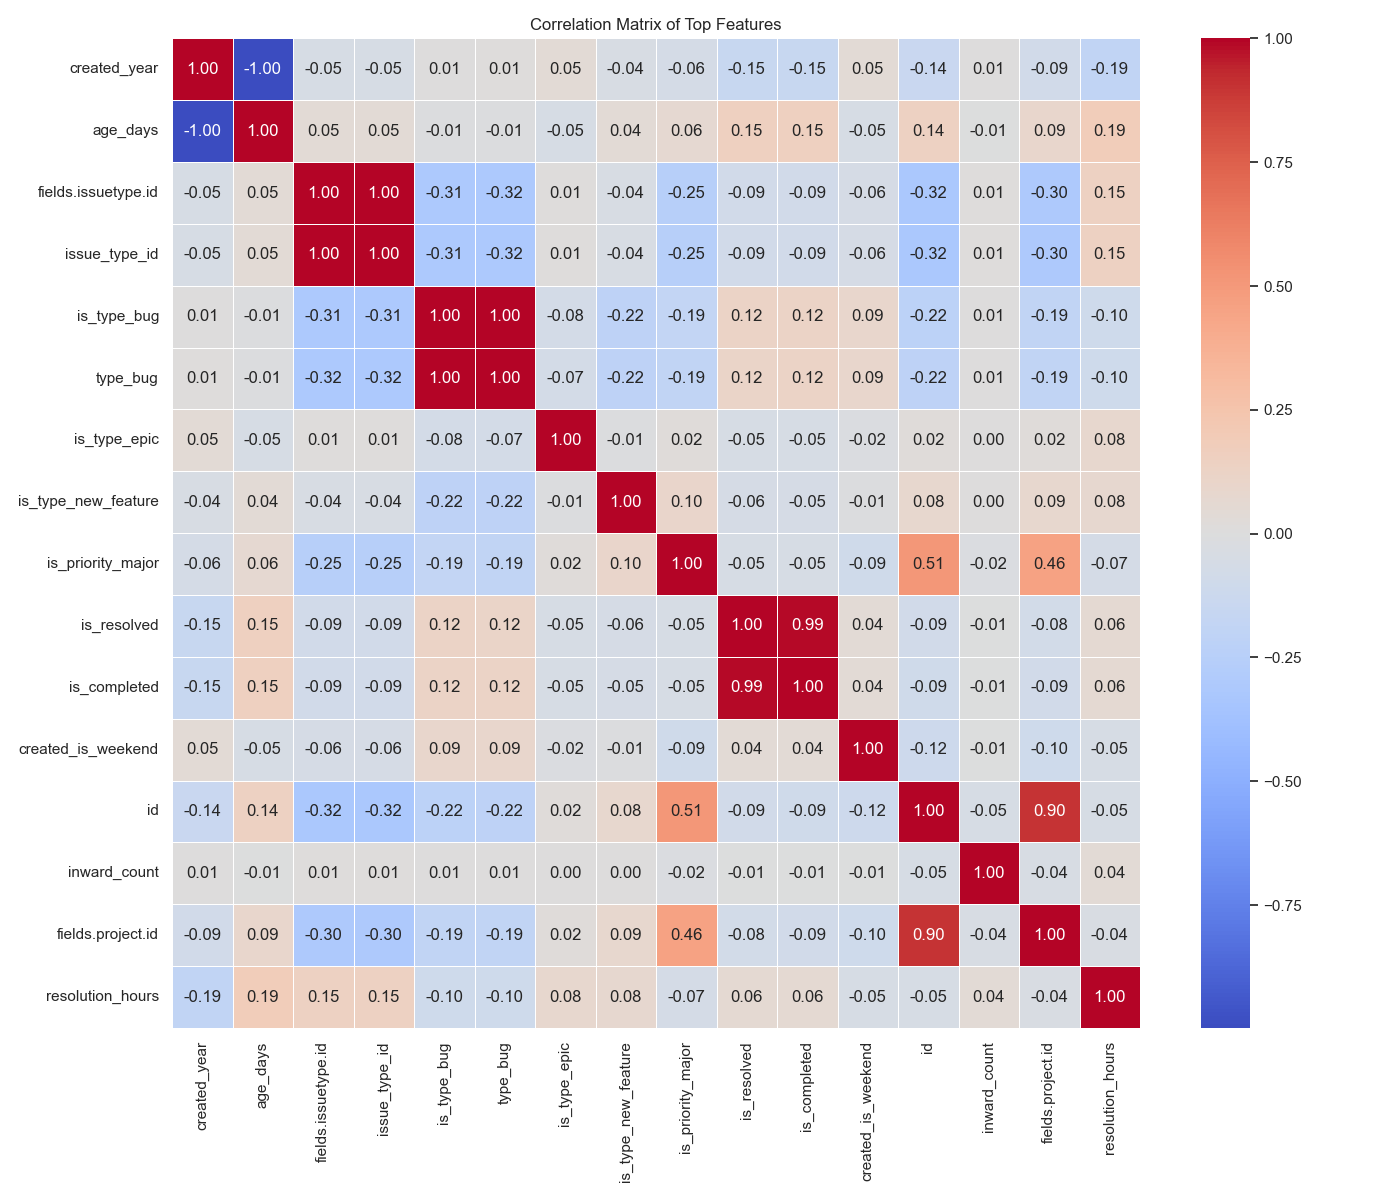 Correlation Matrix of Top Features
created_year 1.00 -1.00 -0.05 -0.05 0.01 0.01 0.05 -0.04 -0.06 -0.15 -0.15 0.05 -0.14 0.01 -0.09 -0.19
age_days -1.00 1.00 0.05 0.05 -0.01 -0.01 -0.05 0.04 0.06 0.15 0.15 -0.05 0.14 -0.01 0.09 0.19
fields.issuetype.id -0.05 0.05 1.00 1.00 -0.31 -0.32 0.01 -0.04 -0.25 -0.09 -0.09 -0.06 -0.32 0.01 -0.30 0.15
issue_type_id -0.05 0.05 1.00 1.00 -0.31 -0.32 0.01 -0.04 -0.25 -0.09 -0.09 -0.06 -0.32 0.01 -0.30 0.15
is_type_bug 0.01 -0.01 -0.31 -0.31 1.00 1.00 -0.08 -0.22 -0.19 0.12 0.12 0.09 -0.22 0.01 -0.19 -0.10
type_bug 0.01 -0.01 -0.32 -0.32 1.00 1.00 -0.07 -0.22 -0.19 0.12 0.12 0.09 -0.22 0.01 -0.19 -0.10
is_type_epic 0.05 -0.05 0.01 0.01 -0.08 -0.07 1.00 -0.01 0.02 -0.05 -0.05 -0.02 0.02 0.00 0.02 0.08
is_type_new_feature -0.04 0.04 -0.04 -0.04 -0.22 -0.22 -0.01 1.00 0.10 -0.06 -0.05 -0.01 0.08 0.00 0.09 0.08
is_priority_major -0.06 0.06 -0.25 -0.25 -0.19 -0.19 0.02 0.10 1.00 -0.05 -0.05 -0.09 0.51 -0.02 0.46 -0.07
is_resolved -0.15 0.15 -0.09 -0.09 0.12 0.12 -0.05 -0.06 -0.05 1.00 0.99 0.04 -0.09 -0.01 -0.08 0.06
is_completed -0.15 0.15 -0.09 -0.09 0.12 0.12 -0.05 -0.05 -0.05 0.99 1.00 0.04 -0.09 -0.01 -0.09 0.06
created_is_weekend 0.05 -0.05 -0.06 -0.06 0.09 0.09 -0.02 -0.01 -0.09 0.04 0.04 1.00 -0.12 -0.01 -0.10 -0.05
id -0.14 0.14 -0.32 -0.32 -0.22 -0.22 0.02 0.08 0.51 -0.09 -0.09 -0.12 1.00 -0.05 0.90 -0.05
inward_count 0.01 -0.01 0.01 0.01 0.01 0.01 0.00 0.00 -0.02 -0.01 -0.01 -0.01 -0.05 1.00 -0.04 0.04
fields.project.id -0.09 0.09 -0.30 -0.30 -0.19 -0.19 0.02 0.09 0.46 -0.08 -0.09 -0.10 0.90 -0.04 1.00 -0.04
resolution_hours -0.19 0.19 0.15 0.15 -0.10 -0.10 0.08 0.08 -0.07 0.06 0.06 -0.05 -0.05 0.04 -0.04 1.00
created_year
age_days
fields.issuetype.id
issue_type_id
is_type_bug
type_bug
is_type_epic
is_type_new_feature
is_priority_major
is_resolved
is_completed
created_is_weekend
id
inward_count
fields.project.id
resolution_hours
1.00
0.75
0.50
0.25
0.00
−0.25
−0.50
−0.75